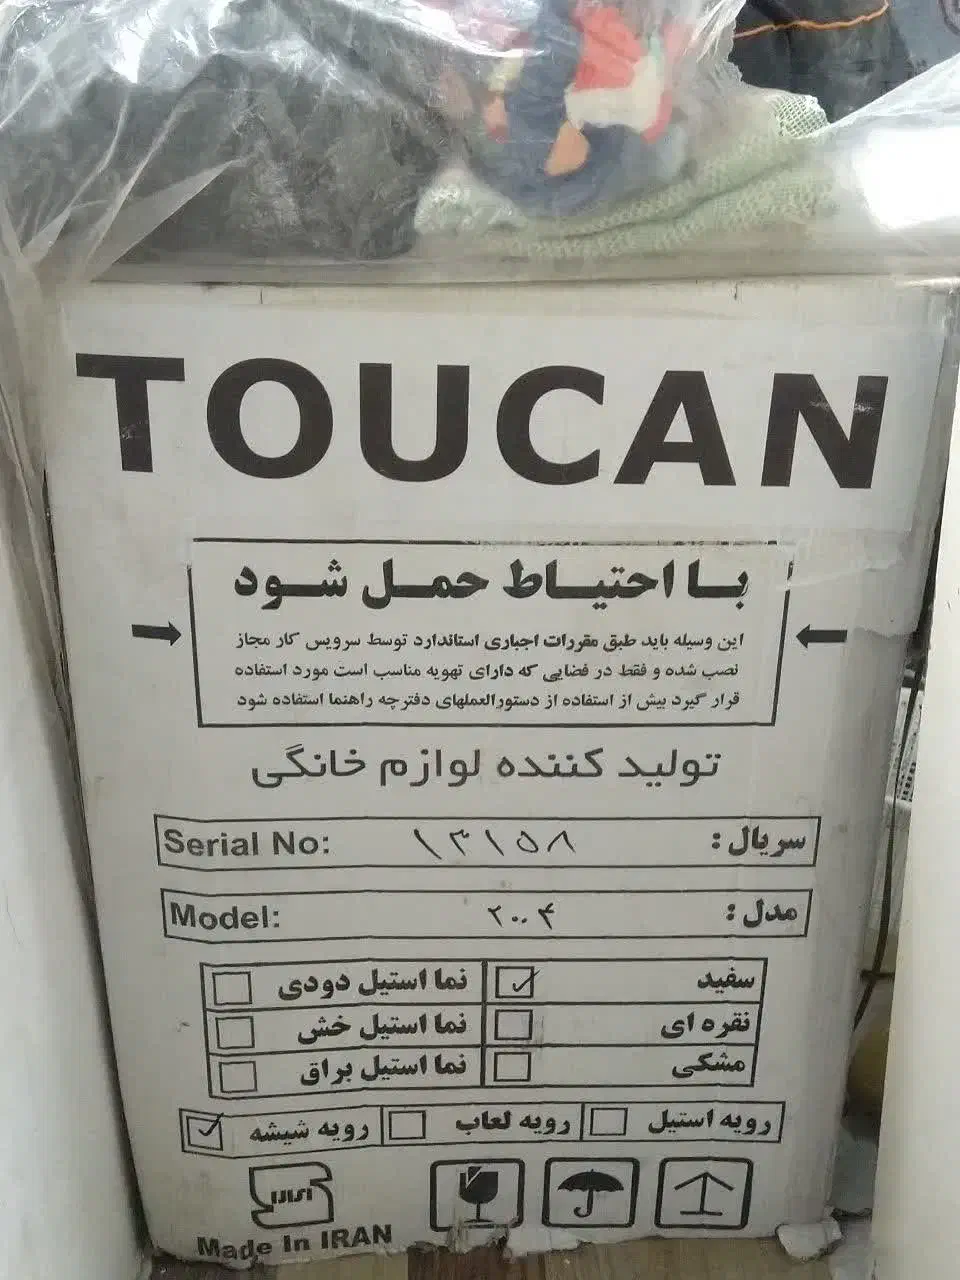 TOUCAN
با احتیاط حمل شود
این وسیله باید طبق مقررات اجباری استاندارد توسط سرویس کار مجاز
نصب شده و فقط در فضایی که دارای تهویه مناسب است مورد استفاده
قرار گیرد بیش از استفاده از دستورالعملهای دفترچه راهنما استفاده شود
تولید کننده لوازم خانگی
Serial No: ۱۳۱۵۸ سریال :
Model: ۲۰۰۴ مدل :
سفید نما استیل دودی
نقره ای نما استیل خش
مشکی نما استیل براق
رویه استیل رویه لعاب رویه شیشه
Made In IRAN